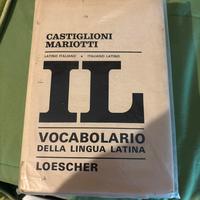 CASTIGLIONI
MARIOTTI
LATINO ITALIANO • ITALIANO LATINO
IL
VOCABOLARIO
DELLA LINGUA LATINA
LOESCHER